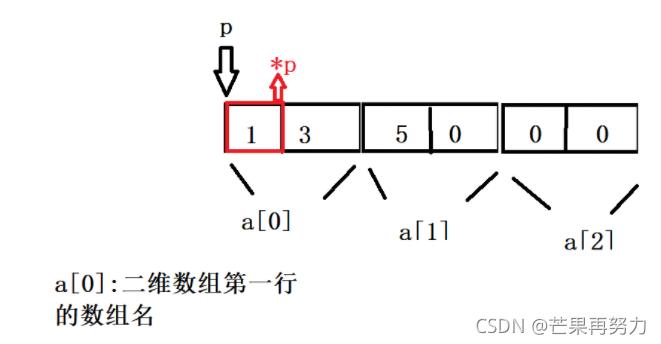 p
*p
1 3 5 0 0 0
a[0] a[1] a[2]
a[0]:二维数组第一行
的数组名
CSDN @芒果再努力